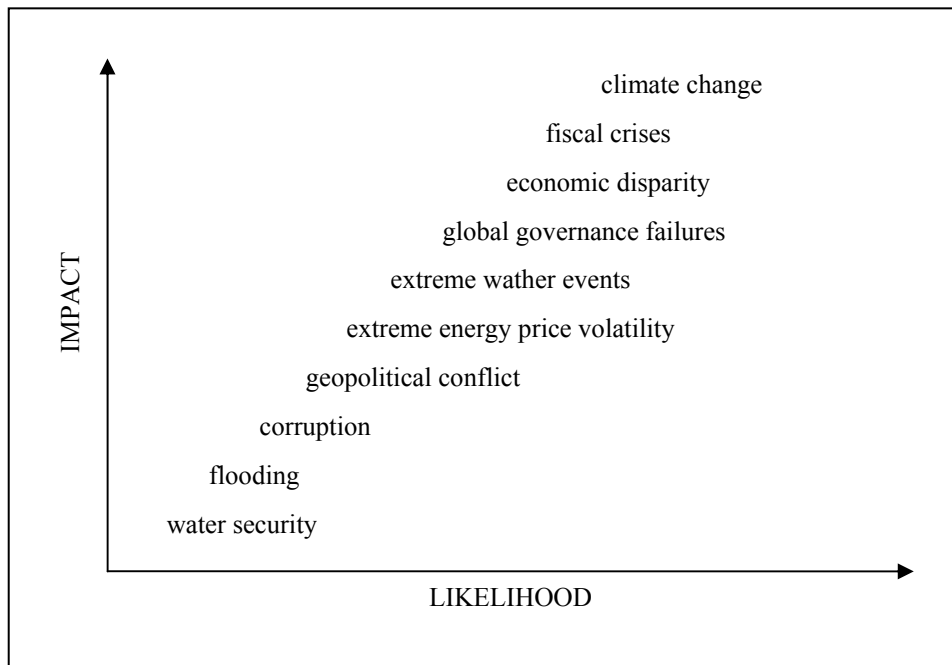 climate change
fiscal crises
economic disparity
global governance failures
extreme wather events
extreme energy price volatility
geopolitical conflict
corruption
flooding
water security
IMPACT
LIKELIHOOD